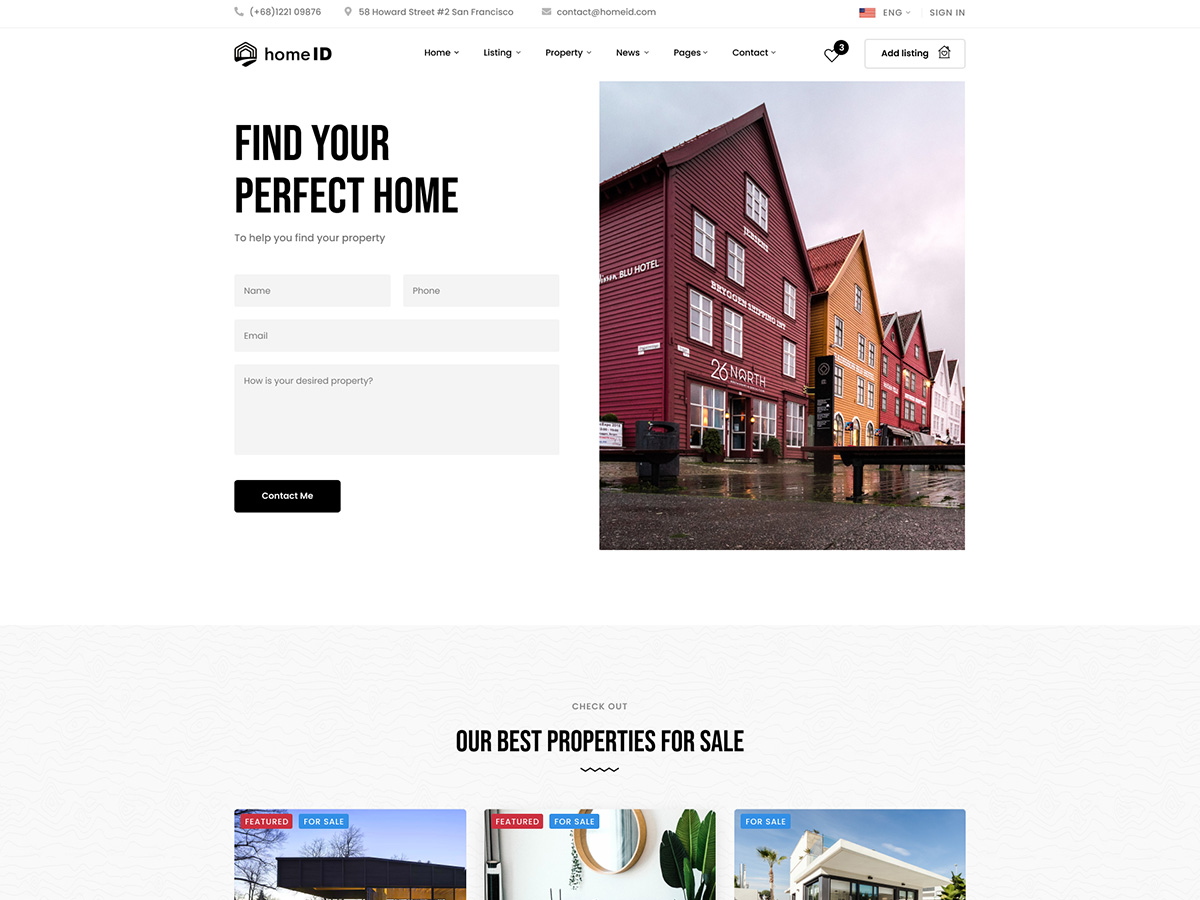 (+68)1221 09876
58 Howard Street #2 San Francisco
contact@homeid.com
ENG
SIGN IN
home ID
Home
Listing
Property
News
Pages
Contact
3
Add listing
FIND YOUR
PERFECT HOME
To help you find your property
Name
Phone
Email
How is your desired property?
Contact Me
JEBSENS
BLU HOTEL
BRYGGEN SHIPPING INT
26 NORTH
CHECK OUT
OUR BEST PROPERTIES FOR SALE
FEATURED
FOR SALE
FEATURED
FOR SALE
FOR SALE